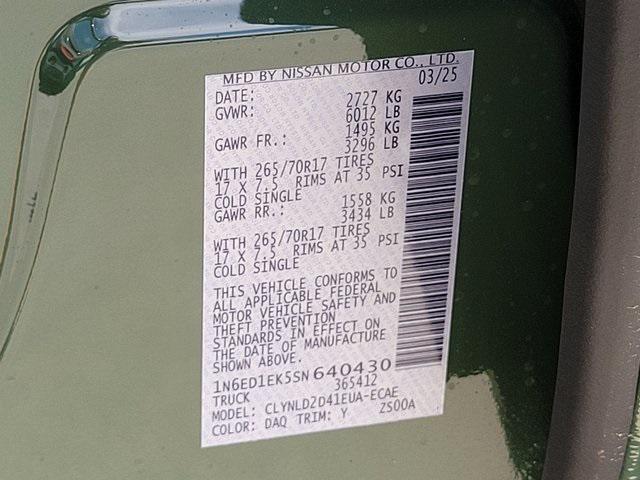 MFD BY NISSAN MOTOR CO., LTD.
DATE: 03/25
GVWR: 2727 KG
6012 LB
GAWR FR.: 1495 KG
3296 LB
WITH 265/70R17 TIRES
17 X 7.5 RIMS AT 35 PSI
COLD SINGLE
GAWR RR.: 1558 KG
3434 LB
WITH 265/70R17 TIRES
17 X 7.5 RIMS AT 35 PSI
COLD SINGLE
THIS VEHICLE CONFORMS TO
ALL APPLICABLE FEDERAL
MOTOR VEHICLE SAFETY AND
THEFT PREVENTION
STANDARDS IN EFFECT ON
THE DATE OF MANUFACTURE
SHOWN ABOVE.
1N6ED1EK5SN640430
TRUCK 365412
MODEL: CLYNLD2D41EUA-ECAE
COLOR: DAQ TRIM: Y ZS00A